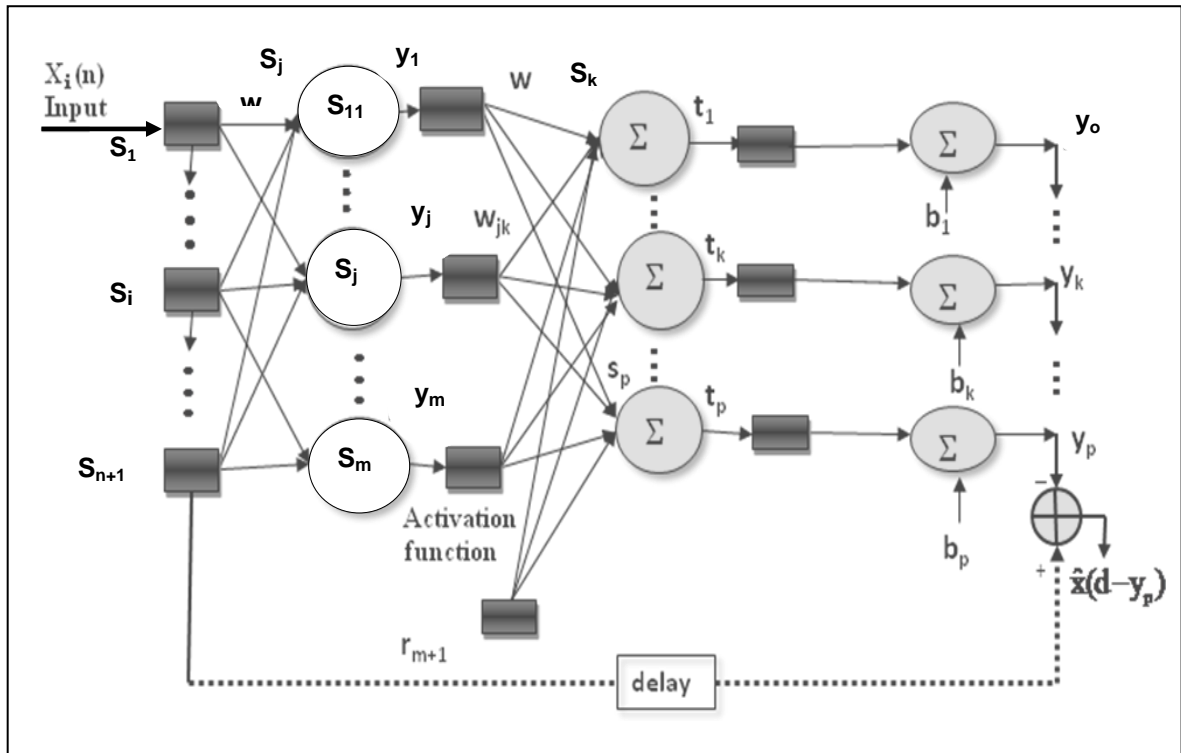 Xᵢ(n)
Input
S₁
w
Sⱼ
S₁₁
y₁
w
Sₖ
Σ
t₁
Σ
yₒ
b₁
Sᵢ
Sⱼ
yⱼ
wⱼₖ
Σ
tₖ
Σ
yₖ
bₖ
Sₙ₊₁
Sₘ
yₘ
Activation
function
sₚ
Σ
tₚ
Σ
yₚ
bₚ
−
+
x̂(d−yₚ)
rₘ₊₁
delay